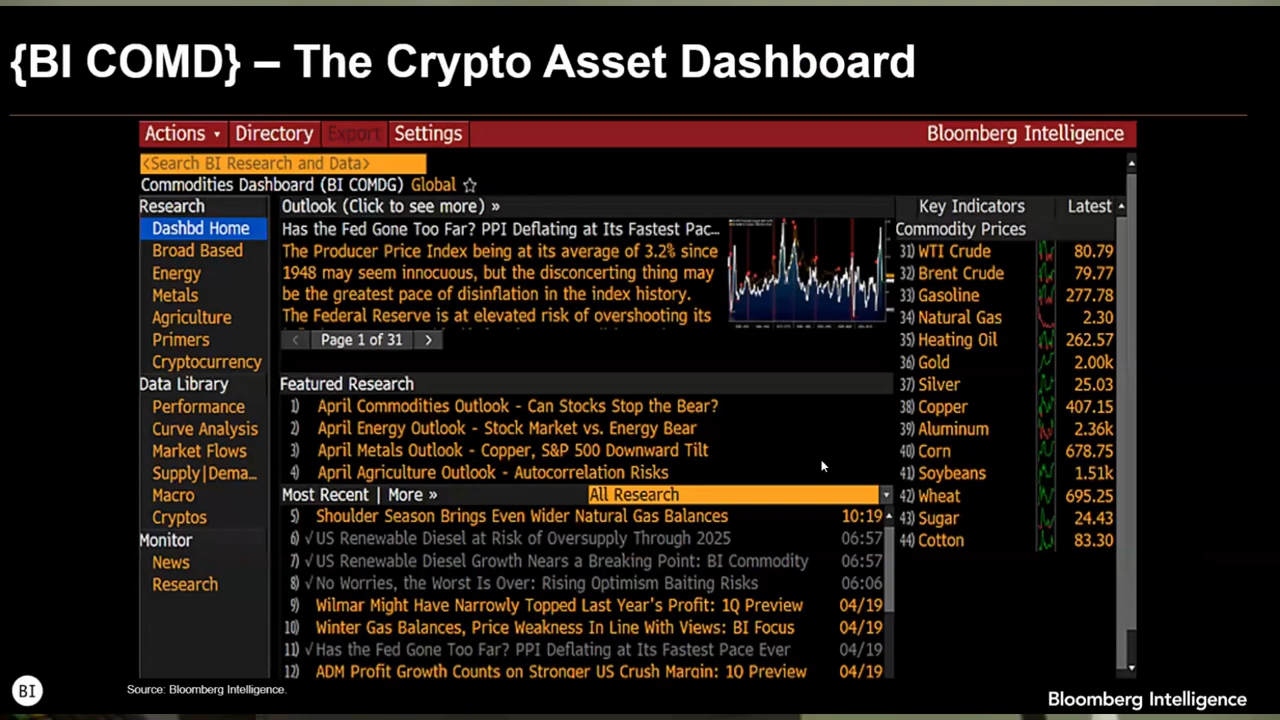 {BI COMD} – The Crypto Asset Dashboard
Actions Directory Export Settings Bloomberg Intelligence
<Search BI Research and Data>
Commodities Dashboard (BI COMDG) Global
Research
Dashbd Home
Broad Based
Energy
Metals
Agriculture
Primers
Cryptocurrency
Data Library
Performance
Curve Analysis
Market Flows
Supply|Dema...
Macro
Cryptos
Monitor
News
Research
Outlook (Click to see more) »
Has the Fed Gone Too Far? PPI Deflating at Its Fastest Pac...
The Producer Price Index being at its average of 3.2% since
1948 may seem innocuous, but the disconcerting thing may
be the greatest pace of disinflation in the index history.
The Federal Reserve is at elevated risk of overshooting its
< Page 1 of 31 >
Featured Research
1) April Commodities Outlook - Can Stocks Stop the Bear?
2) April Energy Outlook - Stock Market vs. Energy Bear
3) April Metals Outlook - Copper, S&P 500 Downward Tilt
4) April Agriculture Outlook - Autocorrelation Risks
Most Recent | More » All Research
5) Shoulder Season Brings Even Wider Natural Gas Balances 10:19
6) √US Renewable Diesel at Risk of Oversupply Through 2025 06:57
7) √US Renewable Diesel Growth Nears a Breaking Point: BI Commodity 06:57
8) √No Worries, the Worst Is Over: Rising Optimism Baiting Risks 06:06
9) Wilmar Might Have Narrowly Topped Last Year's Profit: 1Q Preview 04/19
10) Winter Gas Balances, Price Weakness In Line With Views: BI Focus 04/19
11) √Has the Fed Gone Too Far? PPI Deflating at Its Fastest Pace Ever 04/19
12) ADM Profit Growth Counts on Stronger US Crush Margin: 1Q Preview 04/19
Key Indicators Latest
Commodity Prices
31) WTI Crude 80.79
32) Brent Crude 79.77
33) Gasoline 277.78
34) Natural Gas 2.30
35) Heating Oil 262.57
36) Gold 2.00k
37) Silver 25.03
38) Copper 407.15
39) Aluminum 2.36k
40) Corn 678.75
41) Soybeans 1.51k
42) Wheat 695.25
43) Sugar 24.43
44) Cotton 83.30
BI
Source: Bloomberg Intelligence.
Bloomberg Intelligence